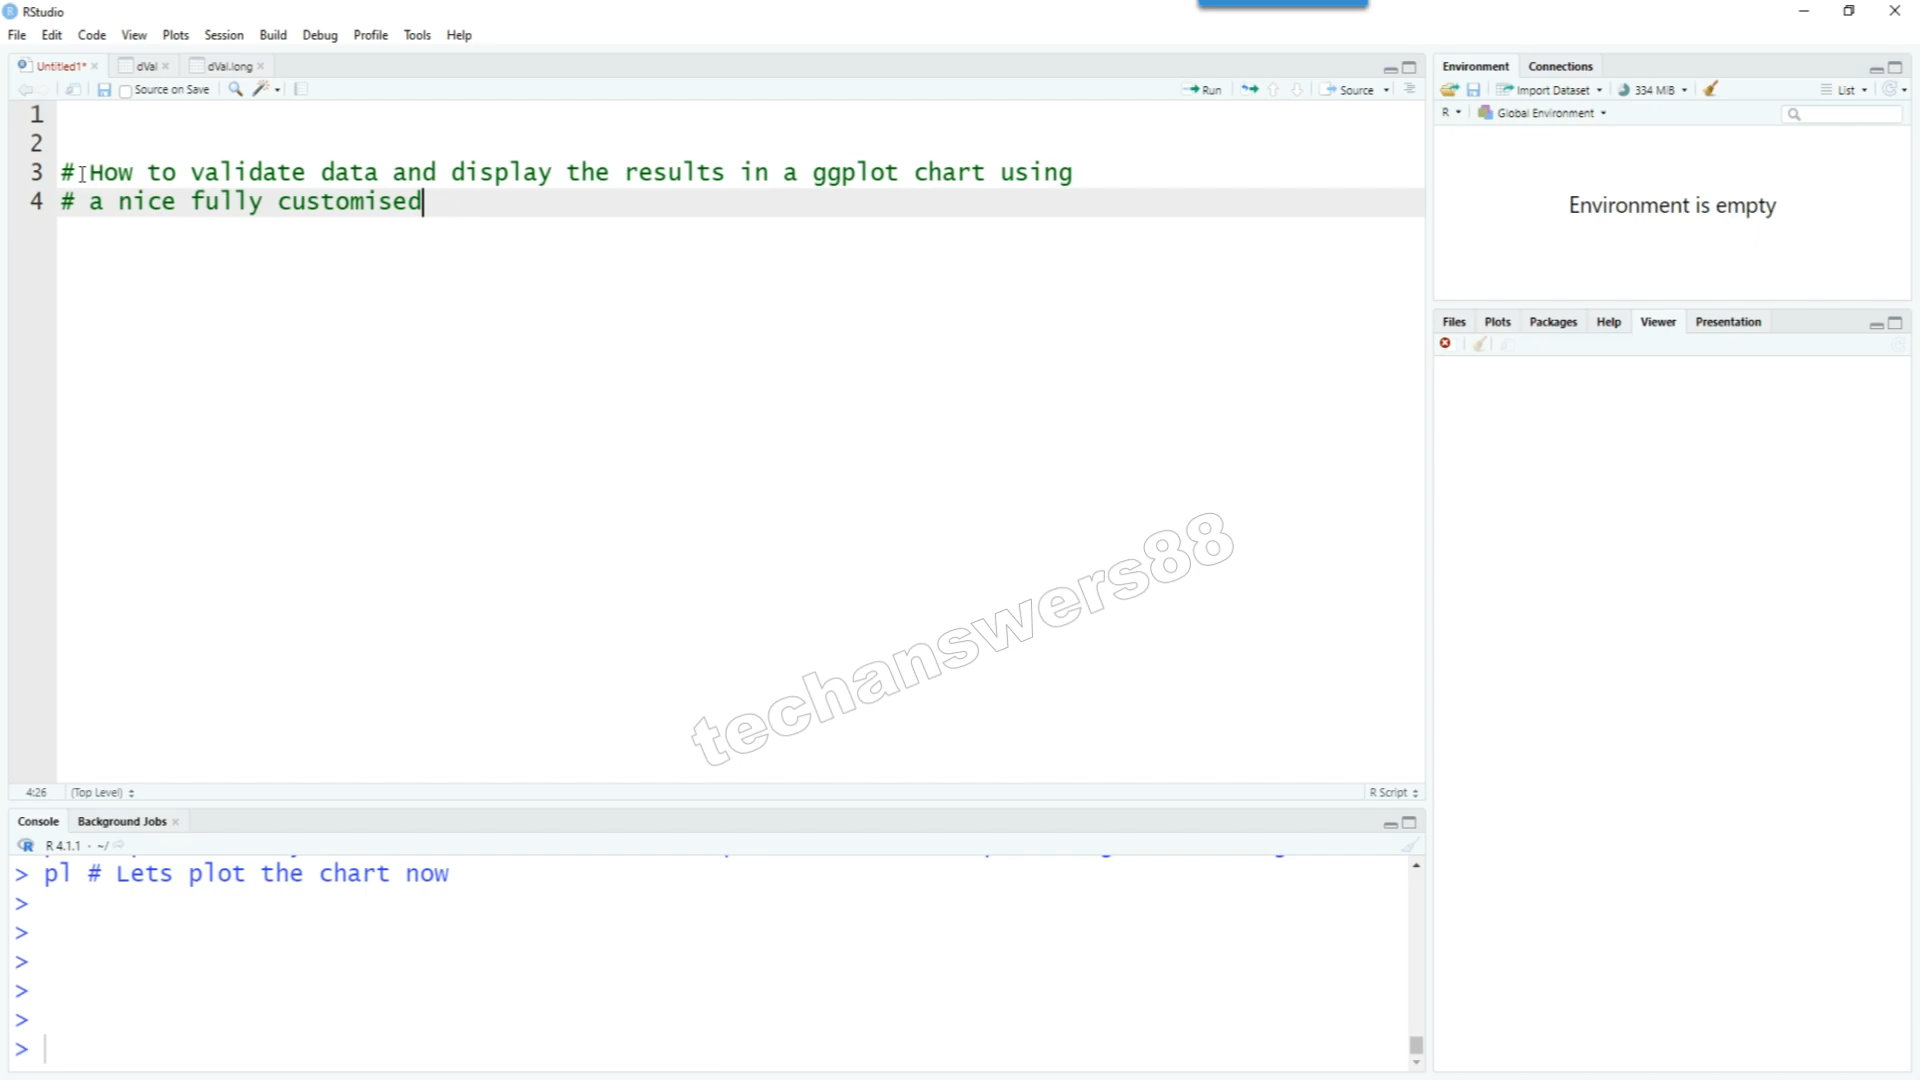 RStudio
File Edit Code View Plots Session Build Debug Profile Tools Help
Untitled1* dVal dVal.long
Source on Save Run Source
1
2
3 # How to validate data and display the results in a ggplot chart using
4 # a nice fully customised
techanswers88
4:26 (Top Level) R Script
Console Background Jobs
R 4.1.1 · ~/
> pl # Lets plot the chart now
>
>
>
>
>
>
Environment Connections
Import Dataset 334 MiB List
R Global Environment
Environment is empty
Files Plots Packages Help Viewer Presentation